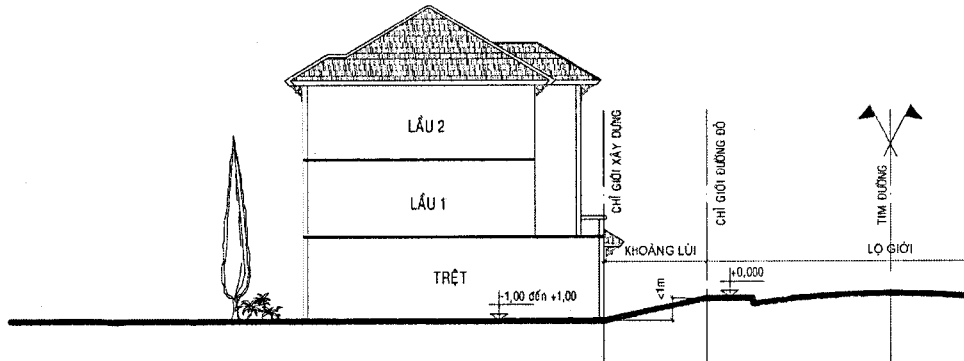 LẦU 2
LẦU 1
TRỆT
-1,00 đến +1,00
CHỈ GIỚI XÂY DỰNG
KHOẢNG LÙI
<1m
CHỈ GIỚI ĐƯỜNG ĐỎ
+0,000
TIM ĐƯỜNG
LỘ GIỚI